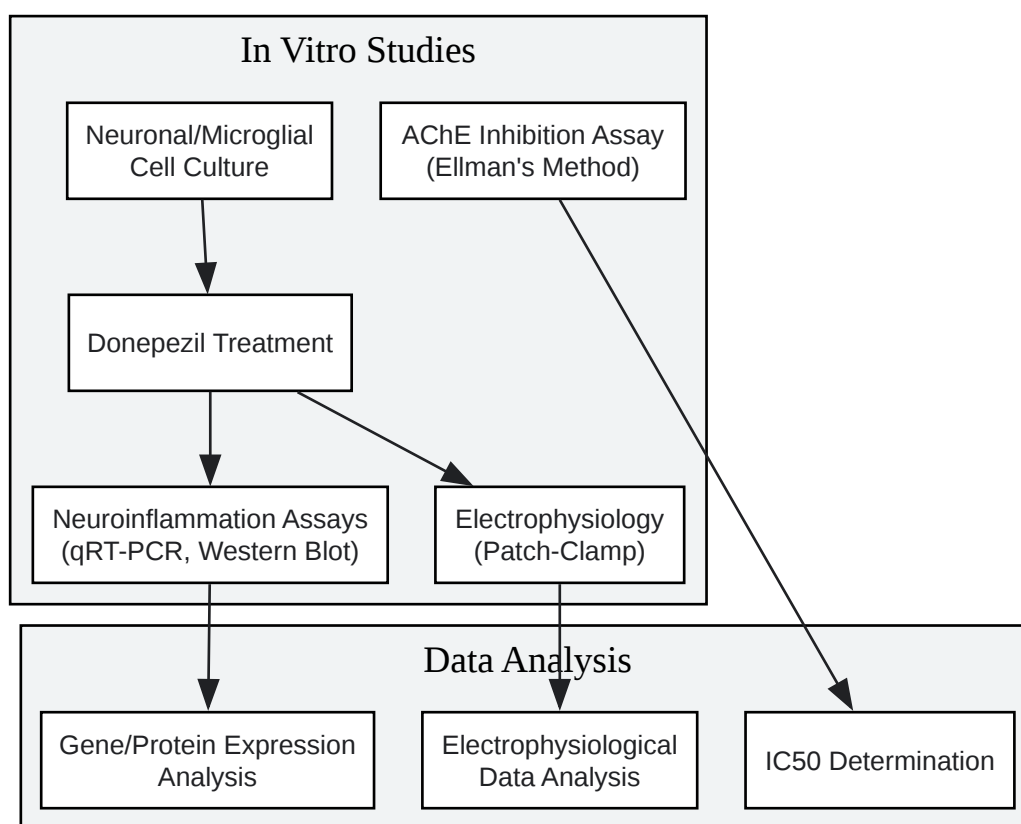 In Vitro Studies
Neuronal/Microglial
Cell Culture
AChE Inhibition Assay
(Ellman's Method)
Donepezil Treatment
Neuroinflammation Assays
(qRT-PCR, Western Blot)
Electrophysiology
(Patch-Clamp)
Data Analysis
Gene/Protein Expression
Analysis
Electrophysiological
Data Analysis
IC50 Determination